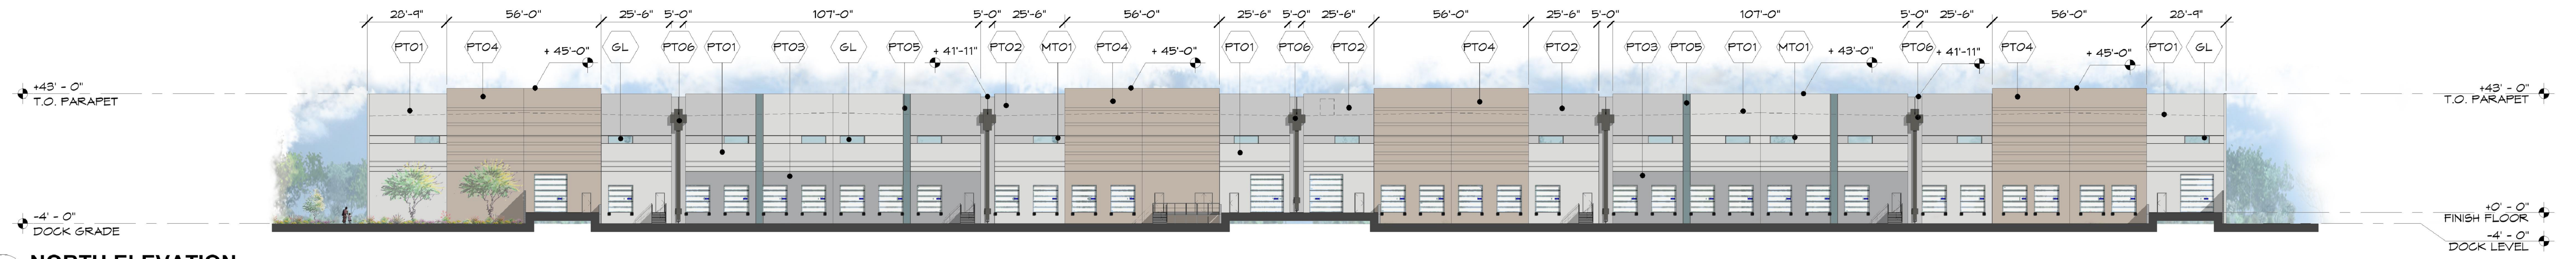 28'-9" 56'-0" 25'-6" 5'-0" 107'-0" 5'-0" 25'-6" 56'-0" 25'-6" 5'-0" 25'-6" 56'-0" 25'-6" 5'-0" 107'-0" 5'-0" 25'-6" 56'-0" 28'-9"
PT01 PT04 + 45'-0" GL PT06 PT01 PT03 GL PT05 + 41'-11" PT02 MT01 PT04 + 45'-0" PT01 PT06 PT02 PT04 PT02 PT03 PT05 PT01 MT01 + 43'-0" PT06 + 41'-11" PT04 + 45'-0" PT01 GL
+43' - 0" +43' - 0"
T.O. PARAPET T.O. PARAPET
+0' - 0"
-4' - 0" FINISH FLOOR
DOCK GRADE -4' - 0"
DOCK LEVEL
NORTH ELEVATION